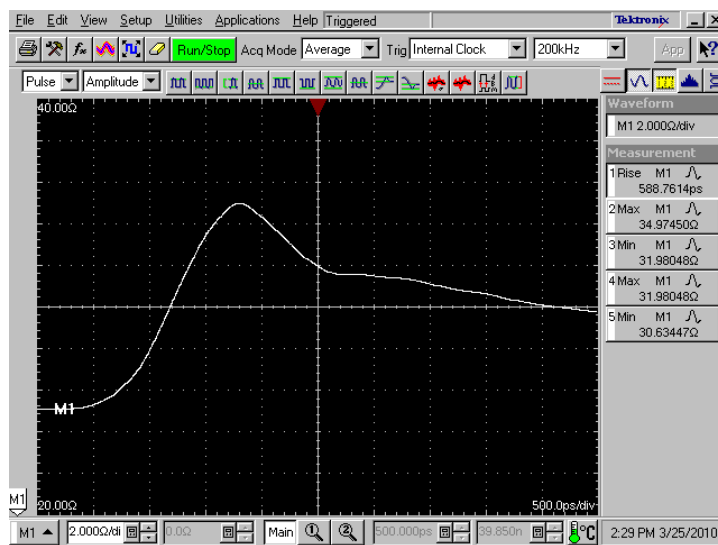 File Edit View Setup Utilities Applications Help Triggered Tektronix
Run/Stop Acq Mode Average Trig Internal Clock 200kHz App
Pulse Amplitude
40.00Ω
Waveform
M1 2.000Ω/div
Measurement
1 Rise M1
588.7614ps
2 Max M1
34.97450Ω
3 Min M1
31.98048Ω
4 Max M1
31.98048Ω
5 Min M1
30.63447Ω
M1
M1
20.00Ω 500.0ps/div
M1 2.000Ω/di 0.0Ω Main 500.000ps 39.850n °C 2:29 PM 3/25/2010